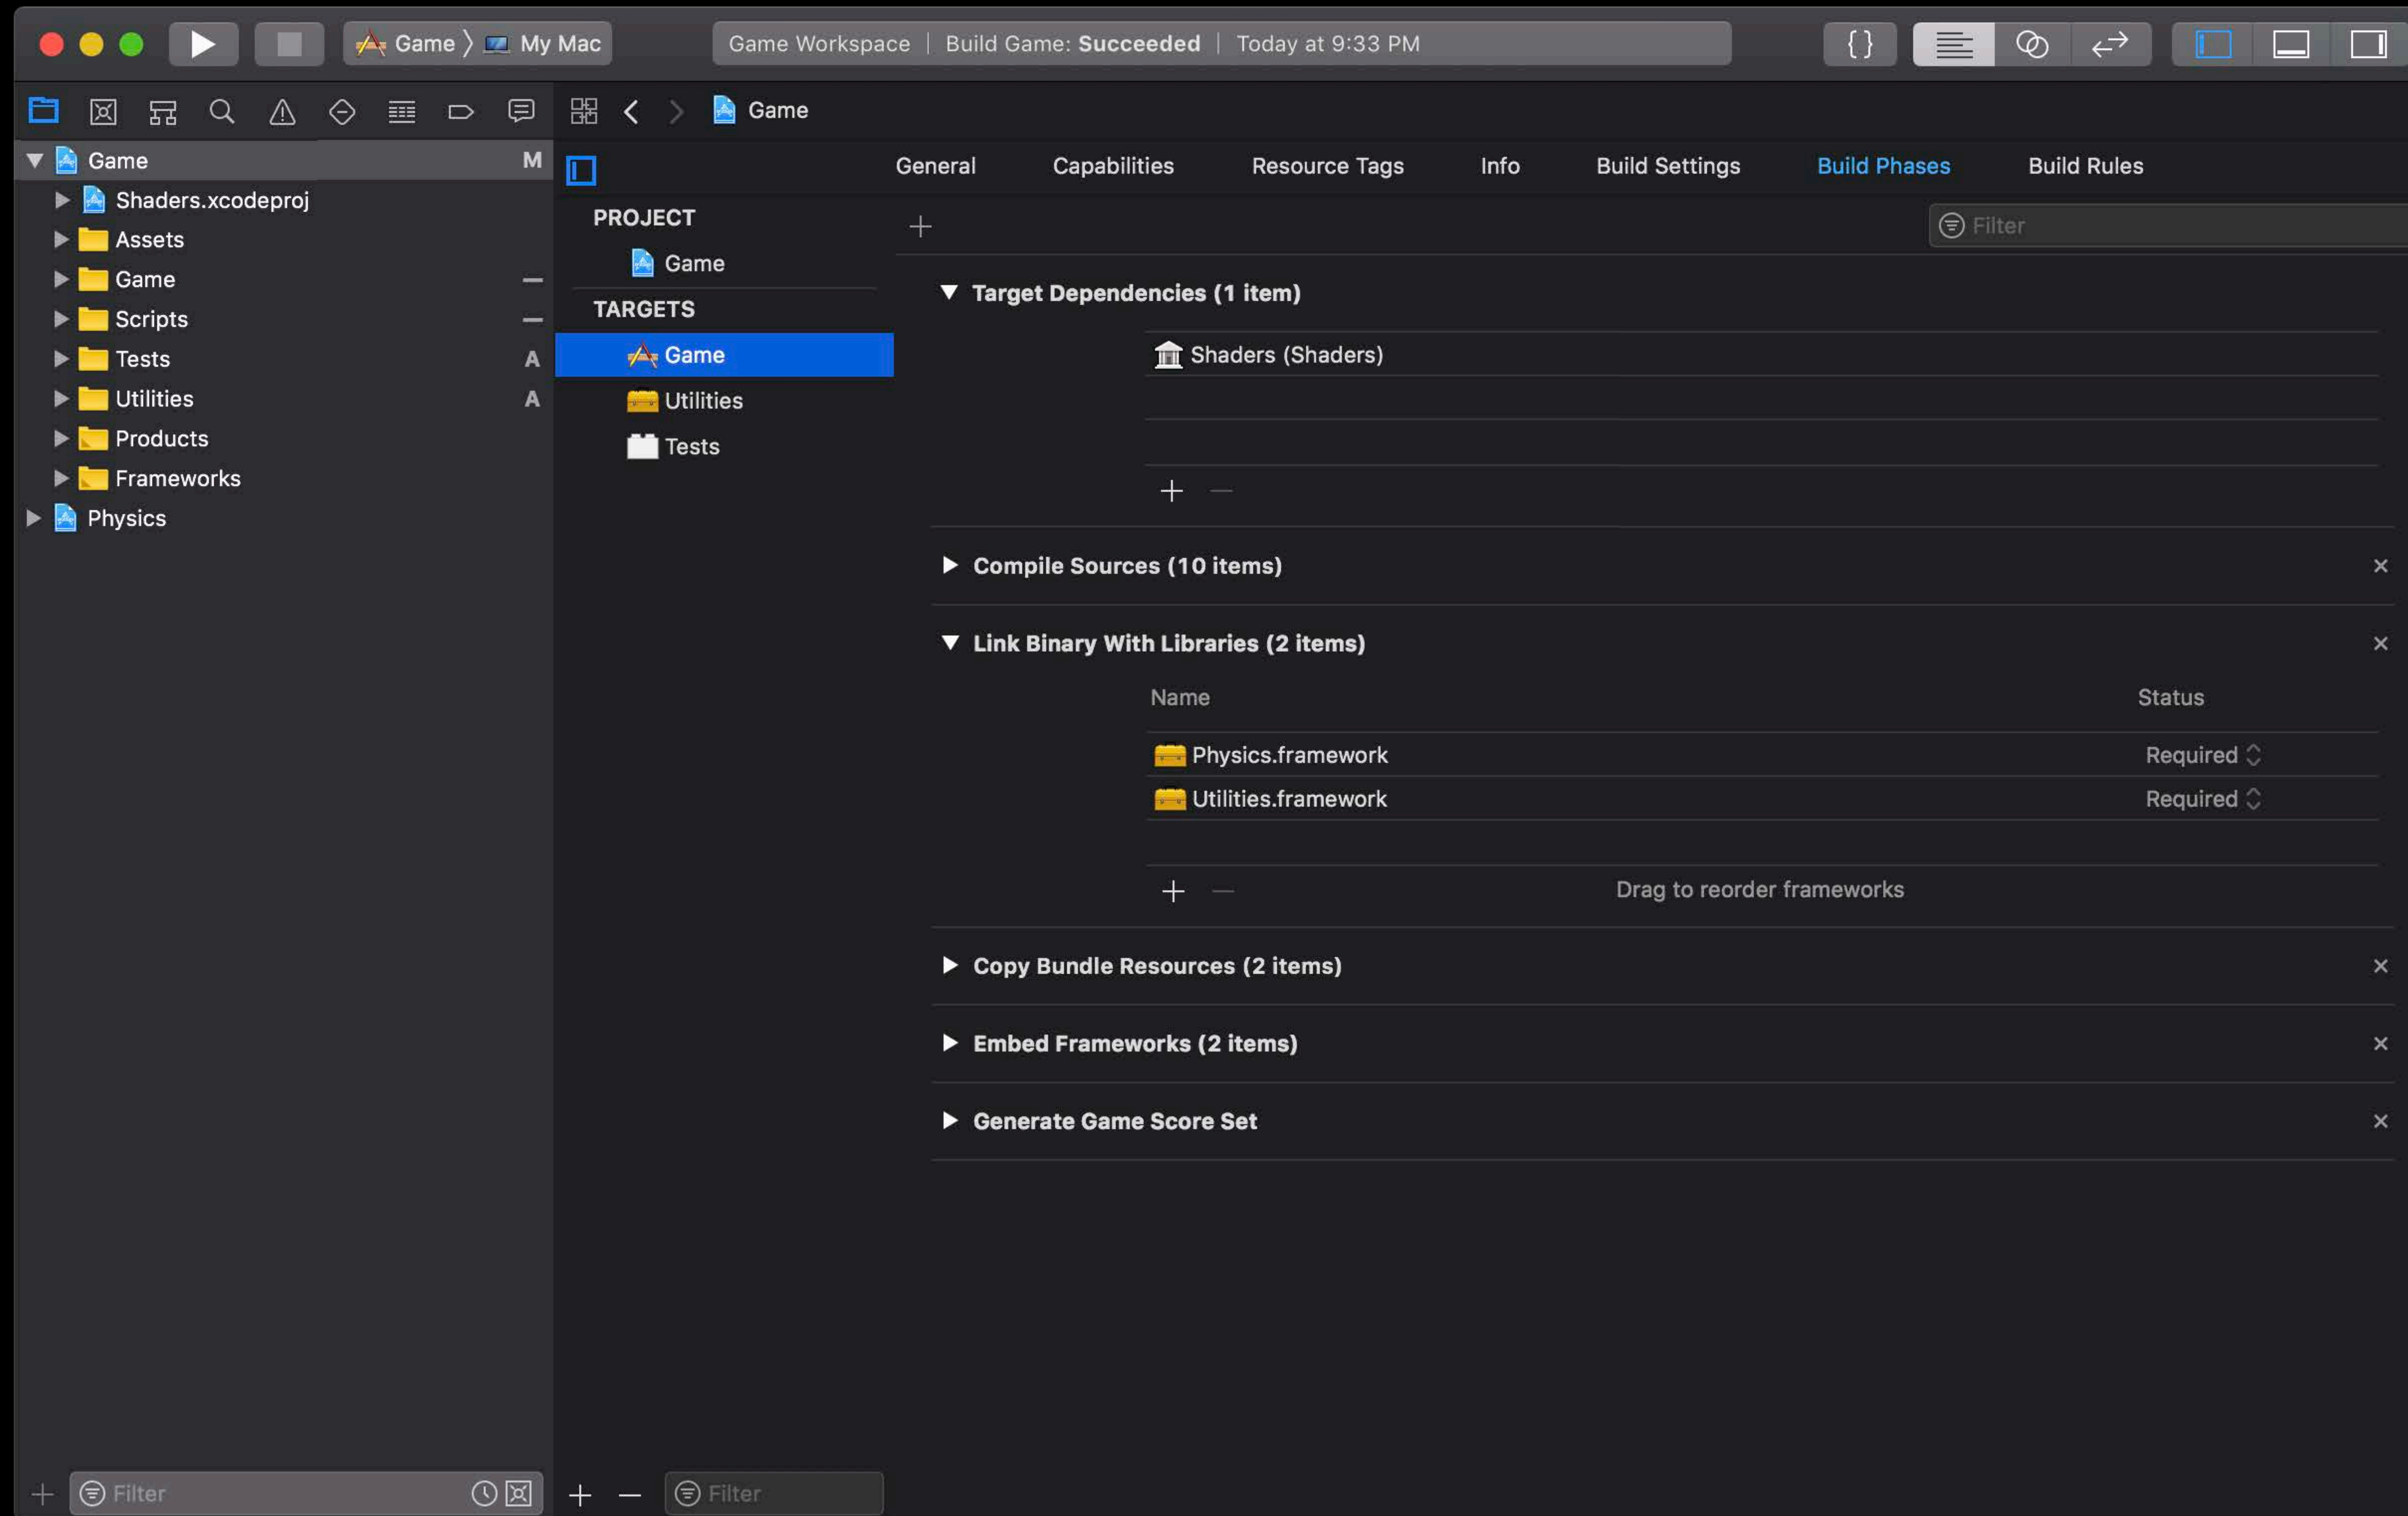 Game 〉 My Mac
Game Workspace | Build Game: Succeeded | Today at 9:33 PM
Game
Game M
Shaders.xcodeproj
Assets
Game
Scripts
Tests A
Utilities A
Products
Frameworks
Physics
Filter
PROJECT
Game
TARGETS
Game
Utilities
Tests
Filter
General Capabilities Resource Tags Info Build Settings Build Phases Build Rules
Filter
Target Dependencies (1 item)
Shaders (Shaders)
Compile Sources (10 items)
Link Binary With Libraries (2 items)
Name Status
Physics.framework Required
Utilities.framework Required
Drag to reorder frameworks
Copy Bundle Resources (2 items)
Embed Frameworks (2 items)
Generate Game Score Set